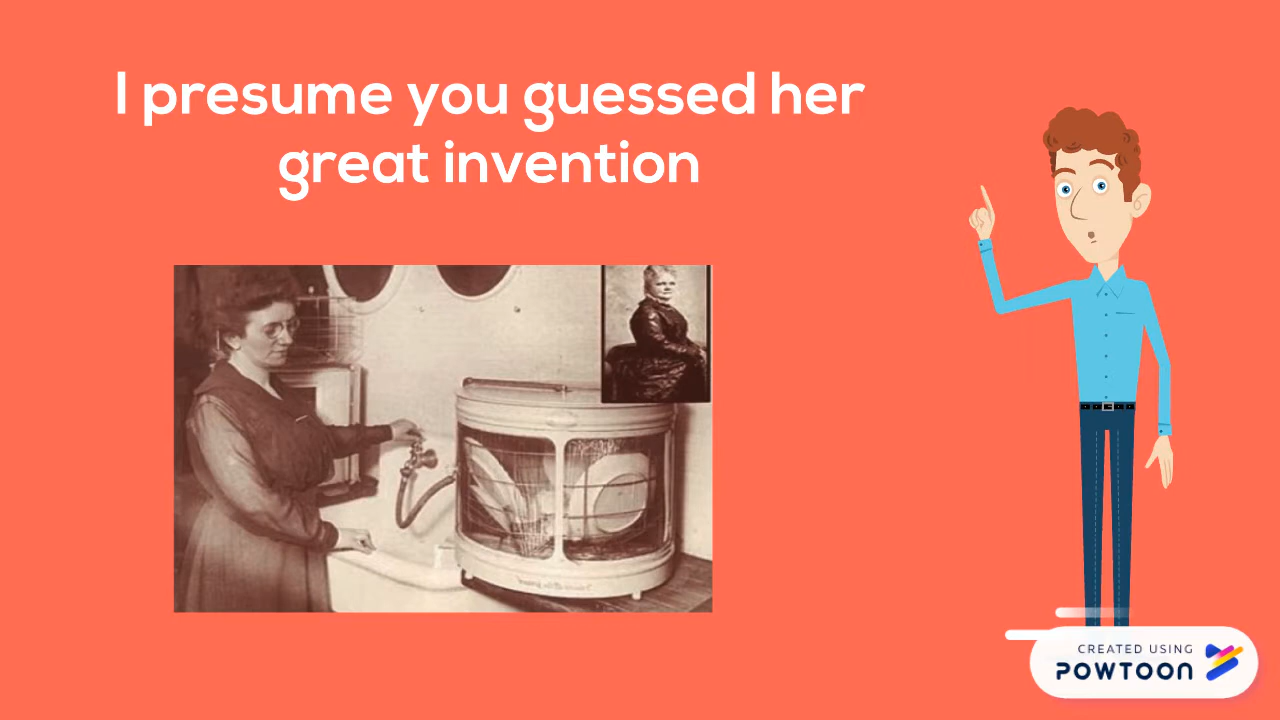 I presume you guessed her
great invention
CREATED USING
POWTOON